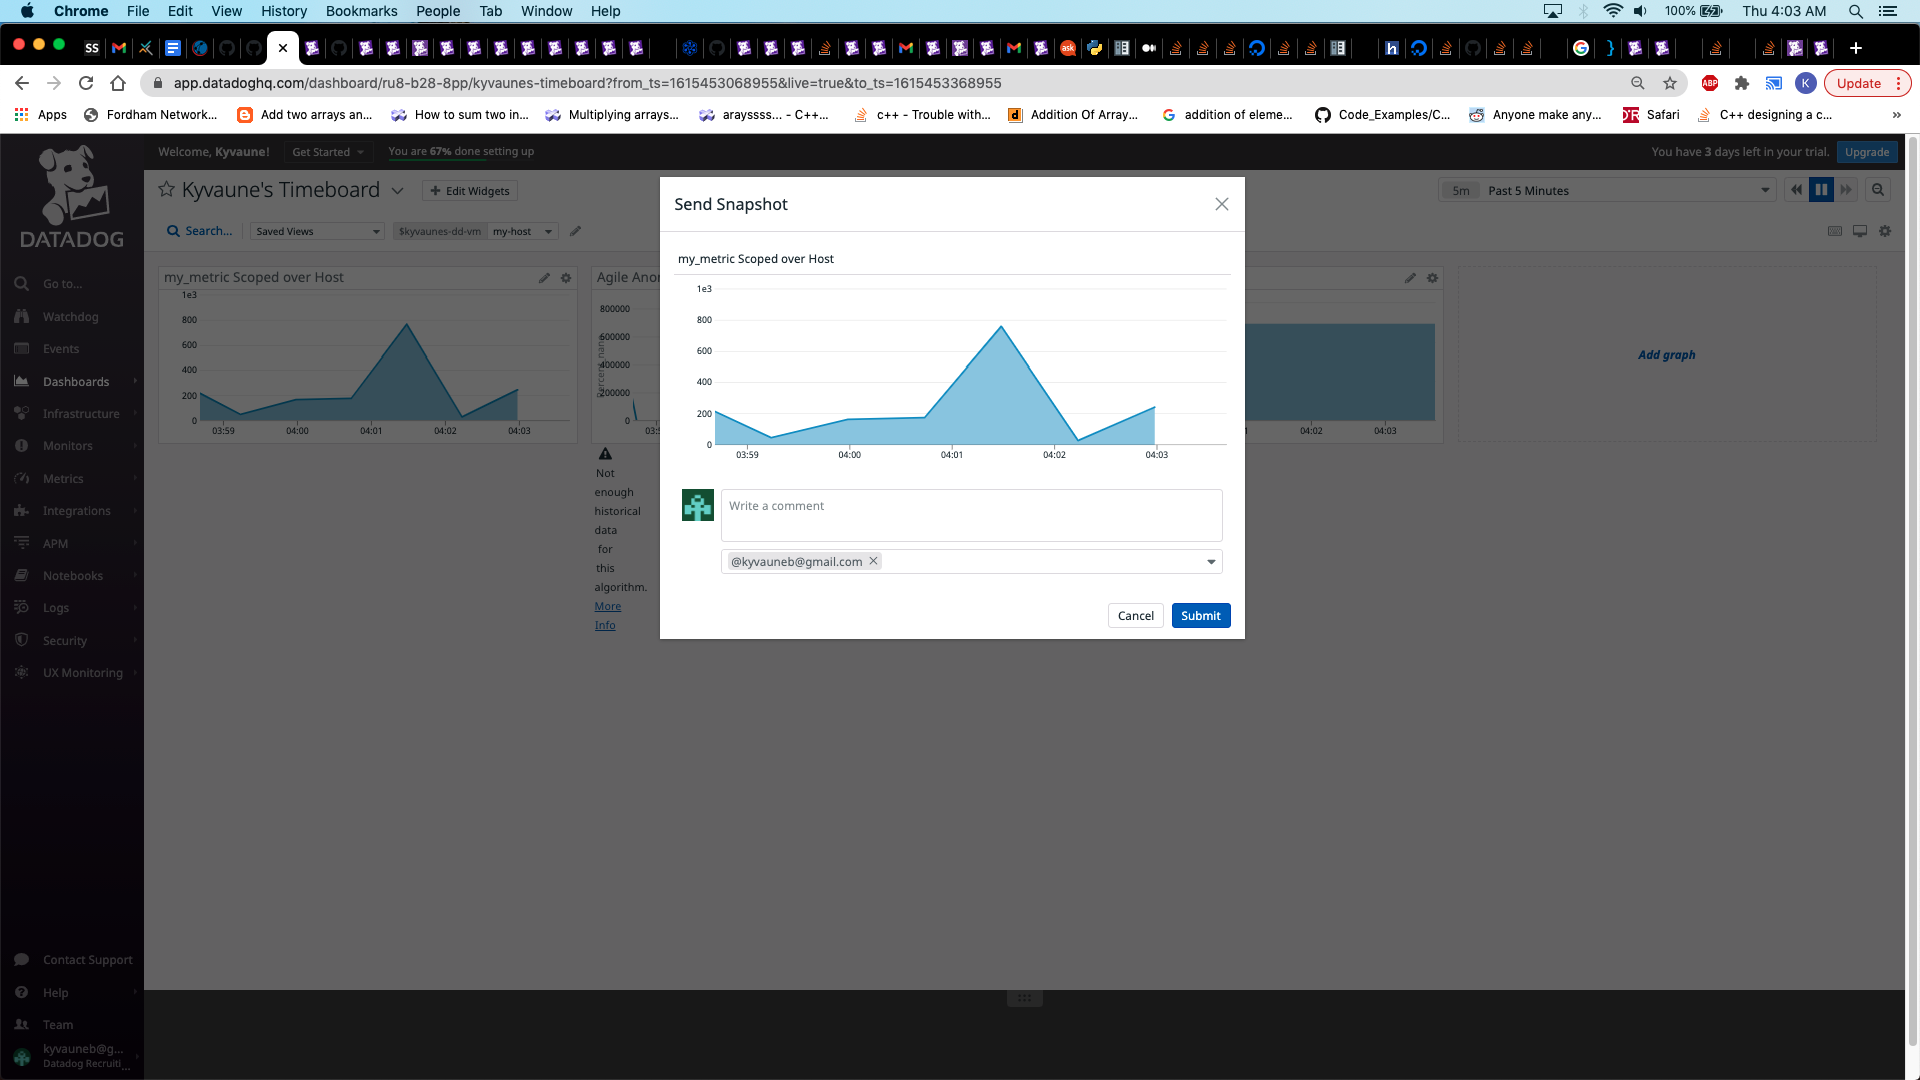 Chrome File Edit View History Bookmarks People Tab Window Help 100% Thu 4:03 AM
SS
app.datadoghq.com/dashboard/ru8-b28-8pp/kyvaunes-timeboard?from_ts=1615453068955&live=true&to_ts=1615453368955 ABP K Update
Apps Fordham Network... Add two arrays an... How to sum two in... Multiplying arrays... arayssss... - C++... c++ - Trouble with... Addition Of Array... addition of eleme... Code_Examples/C... Anyone make any... Safari C++ designing a c... »
Welcome, Kyvaune! Get Started You are 67% done setting up You have 3 days left in your trial. Upgrade
DATADOG
Go to...
Watchdog
Events
Dashboards
Infrastructure
Monitors
Metrics
Integrations
APM
Notebooks
Logs
Security
UX Monitoring
Contact Support
Help
Team
kyvauneb@g...
Datadog Recruiti...
Kyvaune's Timeboard + Edit Widgets 5m Past 5 Minutes
Search... Saved Views $kyvaunes-dd-vm my-host
my_metric Scoped over Host
1e3
800
600
400
200
0
03:59 04:00 04:01 04:02 04:03
Agile Ano
800000
600000
400000
200000
0
03:5
Not
enough
historical
data
for
this
algorithm.
More
Info
04:02 04:03
Add graph
Send Snapshot
my_metric Scoped over Host
1e3
800
600
400
200
0
03:59 04:00 04:01 04:02 04:03
Write a comment
@kyvauneb@gmail.com
Cancel Submit